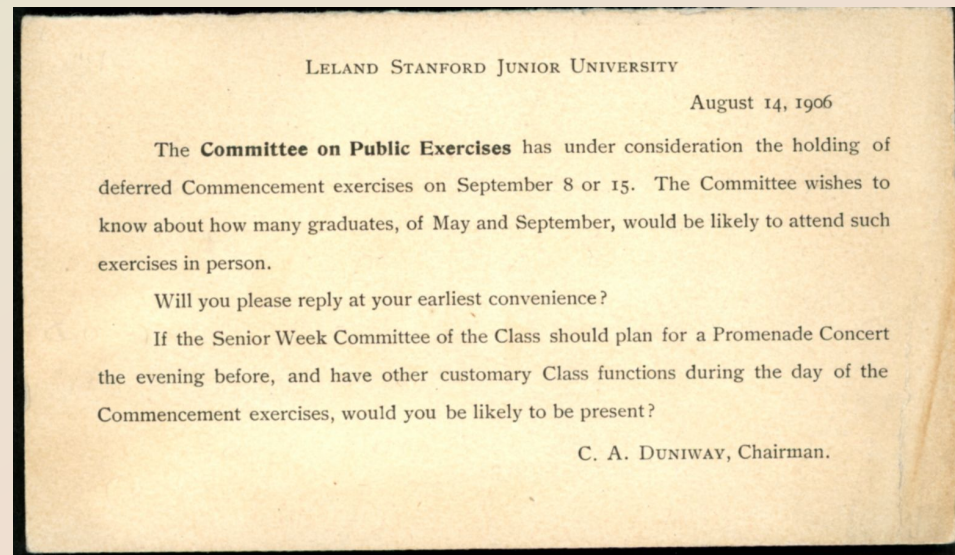 Leland Stanford Junior University
August 14, 1906
The Committee on Public Exercises has under consideration the holding of
deferred Commencement exercises on September 8 or 15. The Committee wishes to
know about how many graduates, of May and September, would be likely to attend such
exercises in person.
Will you please reply at your earliest convenience?
If the Senior Week Committee of the Class should plan for a Promenade Concert
the evening before, and have other customary Class functions during the day of the
Commencement exercises, would you be likely to be present?
C. A. Duniway, Chairman.